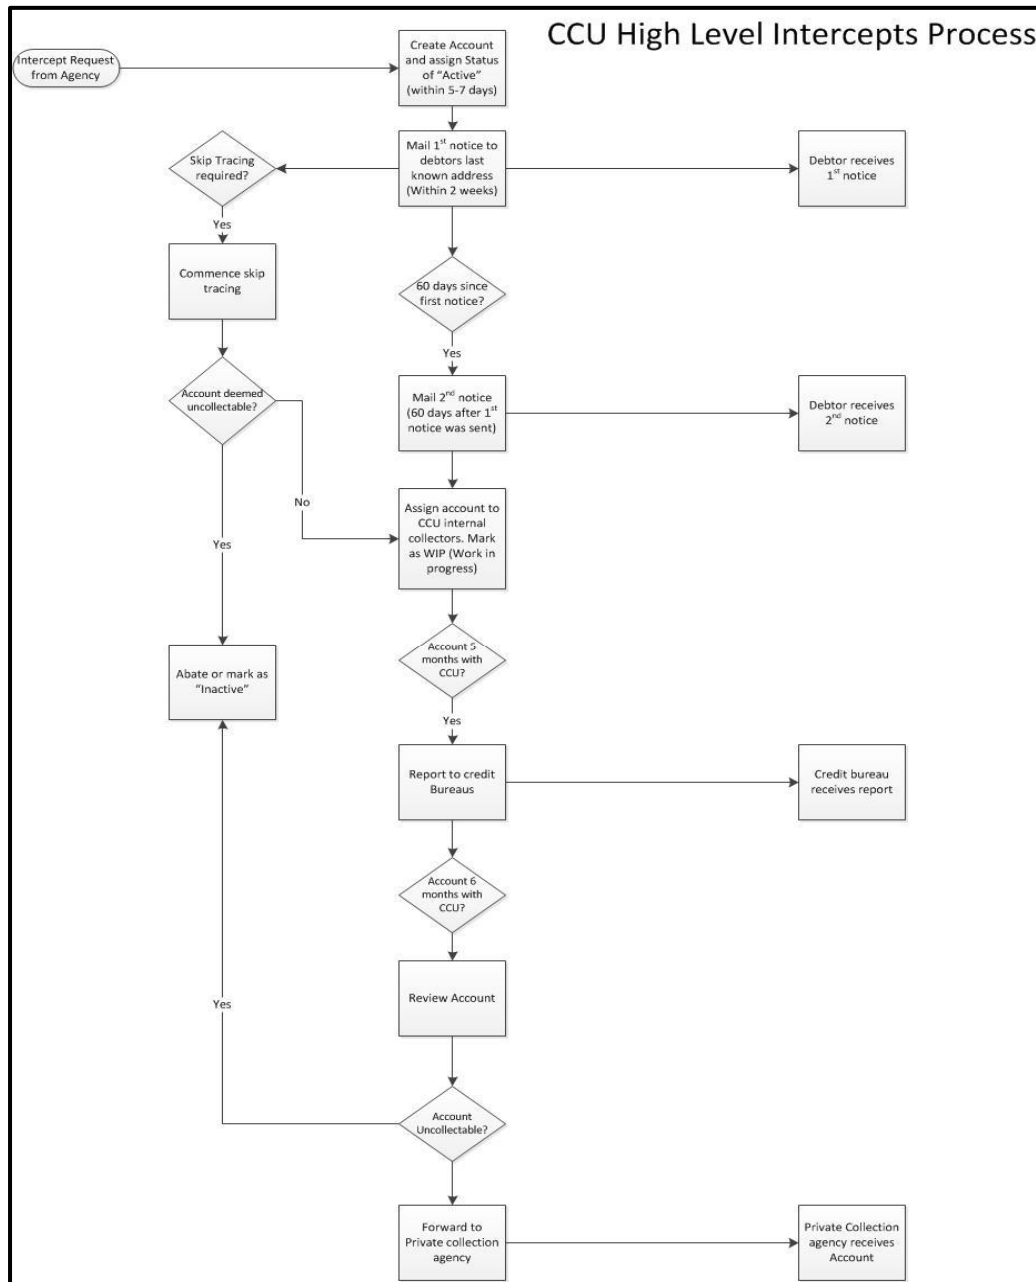 CCU High Level Intercepts Process
Intercept Request
from Agency
Create Account
and assign Status
of "Active"
(within 5-7 days)
Skip Tracing
required?
Mail 1st notice to
debtors last
known address
(Within 2 weeks)
Debtor receives
1st notice
Yes
Commence skip
tracing
60 days since
first notice?
Yes
Account deemed
uncollectable?
Mail 2nd notice
(60 days after 1st
notice was sent)
Debtor receives
2nd notice
No
Assign account to
CCU internal
collectors. Mark
as WIP (Work in
progress)
Yes
Abate or mark as
"Inactive"
Account 5
months with
CCU?
Yes
Report to credit
Bureaus
Credit bureau
receives report
Account 6
months with
CCU?
Review Account
Yes
Account
Uncollectable?
Forward to
Private collection
agency
Private Collection
agency receives
Account